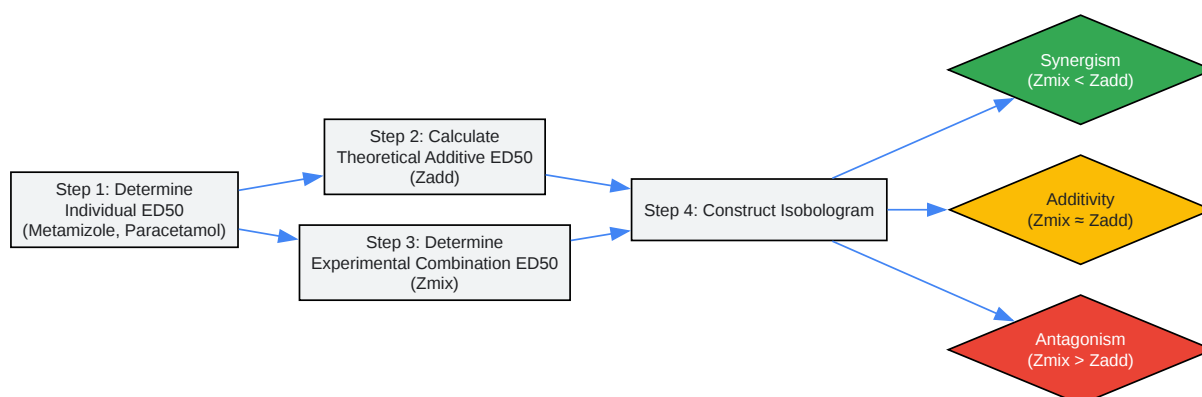 Step 1: Determine
Individual ED50
(Metamizole, Paracetamol)
Step 2: Calculate
Theoretical Additive ED50
(Zadd)
Step 3: Determine
Experimental Combination ED50
(Zmix)
Step 4: Construct Isobologram
Synergism
(Zmix < Zadd)
Additivity
(Zmix ≈ Zadd)
Antagonism
(Zmix > Zadd)